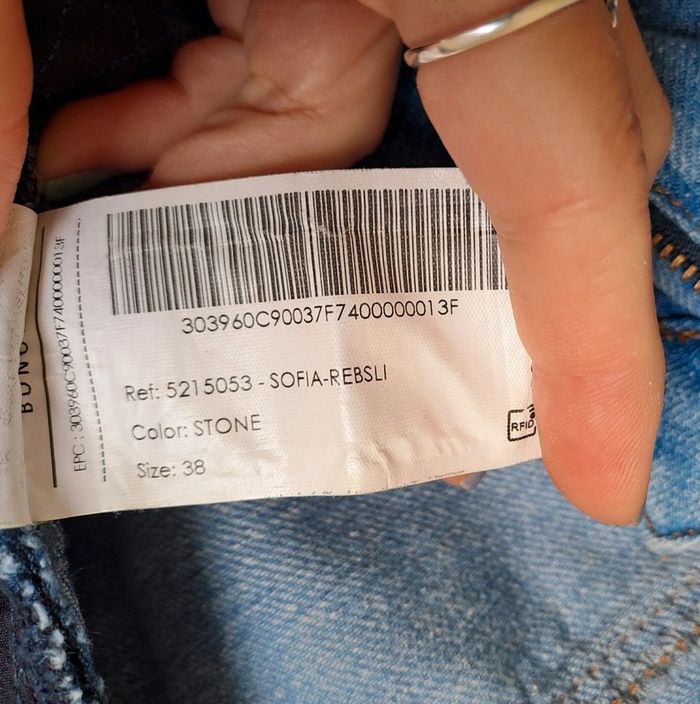 303960C90037F7400000013F
Ref: 5215053 - SOFIA-REBSLI
Color: STONE
Size: 38
RFID
EPC : 303960C90037F7400000013F